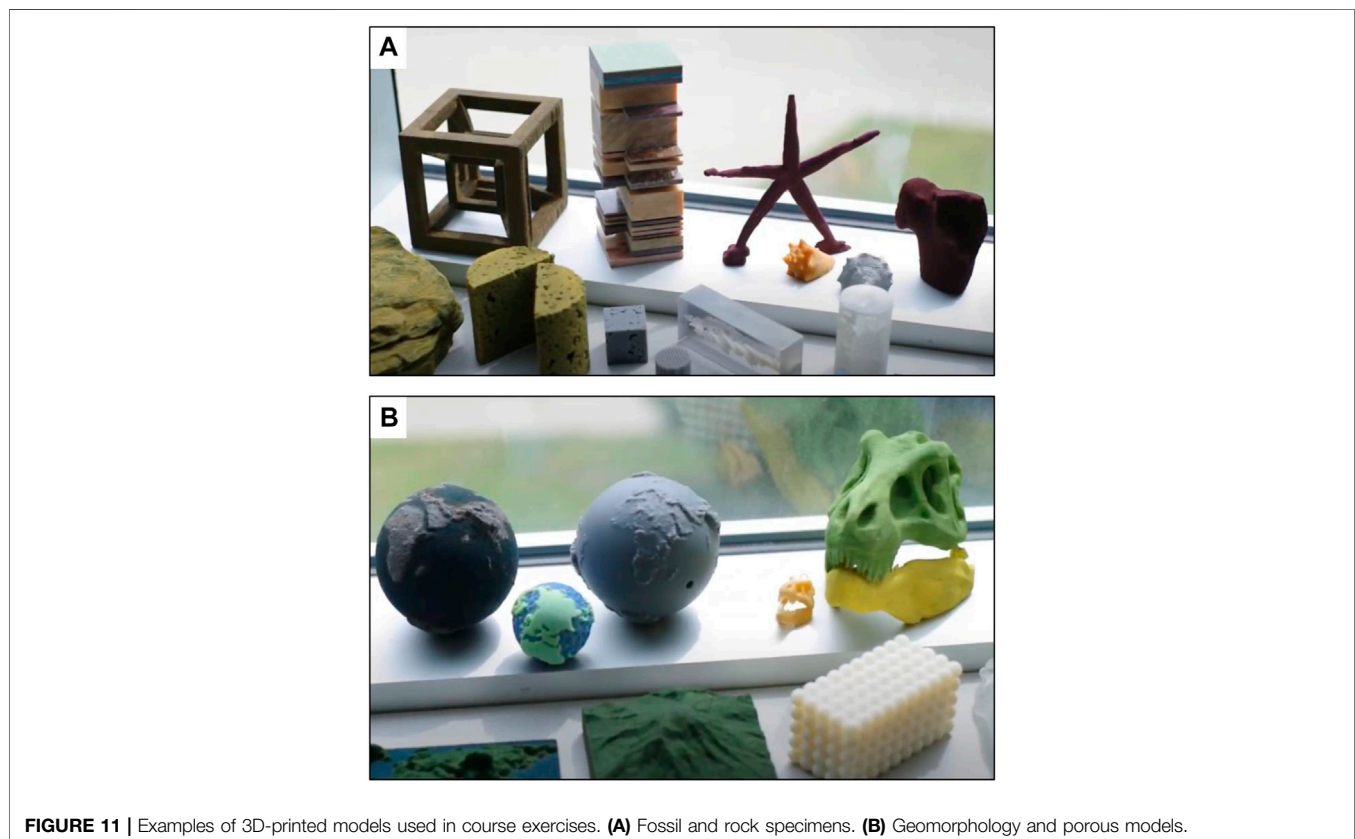 A
B
FIGURE 11 | Examples of 3D-printed models used in course exercises. (A) Fossil and rock specimens. (B) Geomorphology and porous models.